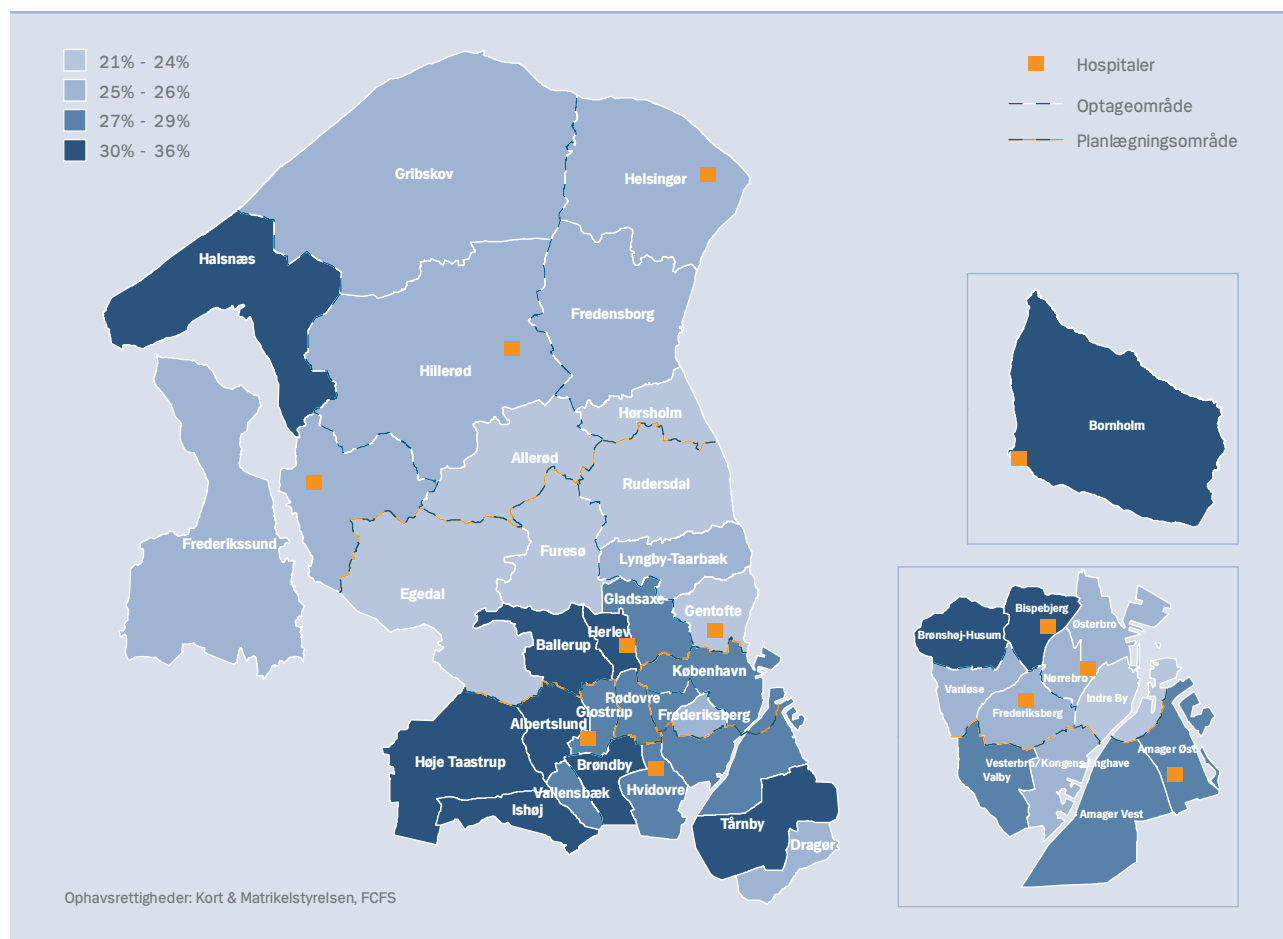 21% - 24%
25% - 26%
27% - 29%
30% - 36%
Hospitaler
Optageområde
Planlægningsområde
Gribskov
Helsingør
Halsnæs
Fredensborg
Hillerød
Hørsholm
Allerød
Rudersdal
Frederikssund
Furesø
Lyngby-Taarbæk
Egedal
Gladsaxe
Gentofte
Ballerup
Herlev
København
Rødovre
Glostrup
Frederiksberg
Albertslund
Høje Taastrup
Brøndby
Vallensbæk
Hvidovre
Ishøj
Tårnby
Dragør
Bornholm
Bispebjerg
Brønshøj-Husum
Østerbro
Nørrebro
Vanløse
Indre By
Frederiksberg
Amager Øst
Vesterbro/Kongens Enghave
Valby
Amager Vest
Ophavsrettigheder: Kort & Matrikelstyrelsen, FCFS